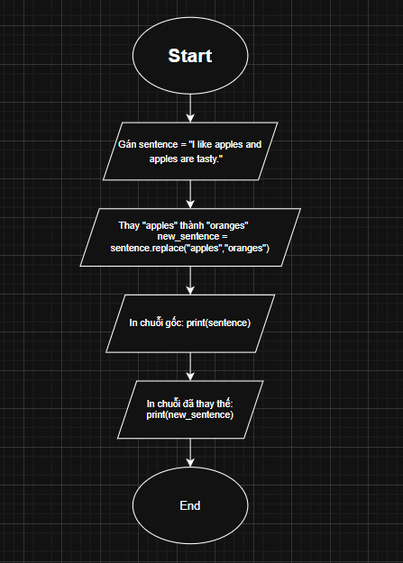 Start
Gán sentence = "I like apples and
apples are tasty."
Thay "apples" thành "oranges"
new_sentence =
sentence.replace("apples","oranges")
In chuỗi gốc: print(sentence)
In chuỗi đã thay thế:
print(new_sentence)
End